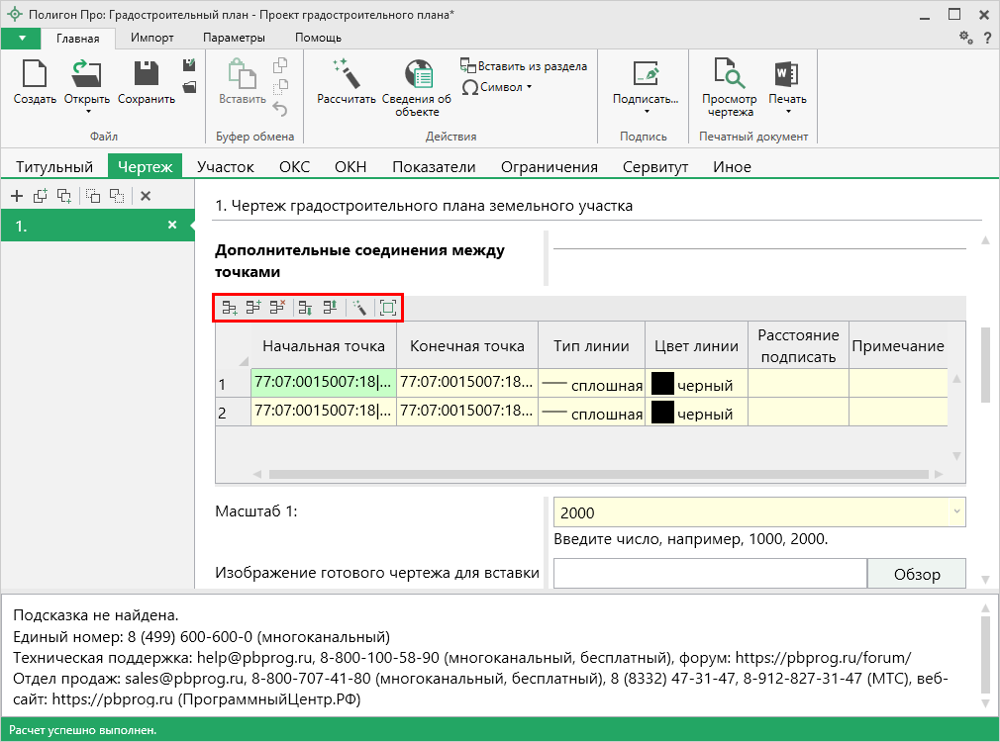 Полигон Про: Градостроительный план - Проект градостроительного плана*
Главная Импорт Параметры Помощь
?
Создать Открыть Сохранить
Файл
Вставить
Буфер обмена
Рассчитать Сведения об объекте
Вставить из раздела
Символ
Действия
Подписать...
Подпись
Просмотр чертежа Печать
Печатный документ
Титульный Чертеж Участок ОКС ОКН Показатели Ограничения Сервитут Иное
1.
1. Чертеж градостроительного плана земельного участка
Дополнительные соединения между
точками
Начальная точка Конечная точка Тип линии Цвет линии Расстояние подписать Примечание
1 77:07:0015007:18|... 77:07:0015007:18... сплошная черный
2 77:07:0015007:18|... 77:07:0015007:18... сплошная черный
Масштаб 1: 2000
Введите число, например, 1000, 2000.
Изображение готового чертежа для вставки Обзор
Подсказка не найдена.
Единый номер: 8 (499) 600-600-0 (многоканальный)
Техническая поддержка: help@pbprog.ru, 8-800-100-58-90 (многоканальный, бесплатный), форум: https://pbprog.ru/forum/
Отдел продаж: sales@pbprog.ru, 8-800-707-41-80 (многоканальный, бесплатный), 8 (8332) 47-31-47, 8-912-827-31-47 (МТС), веб-
сайт: https://pbprog.ru (ПрограммныйЦентр.РФ)
Расчет успешно выполнен.